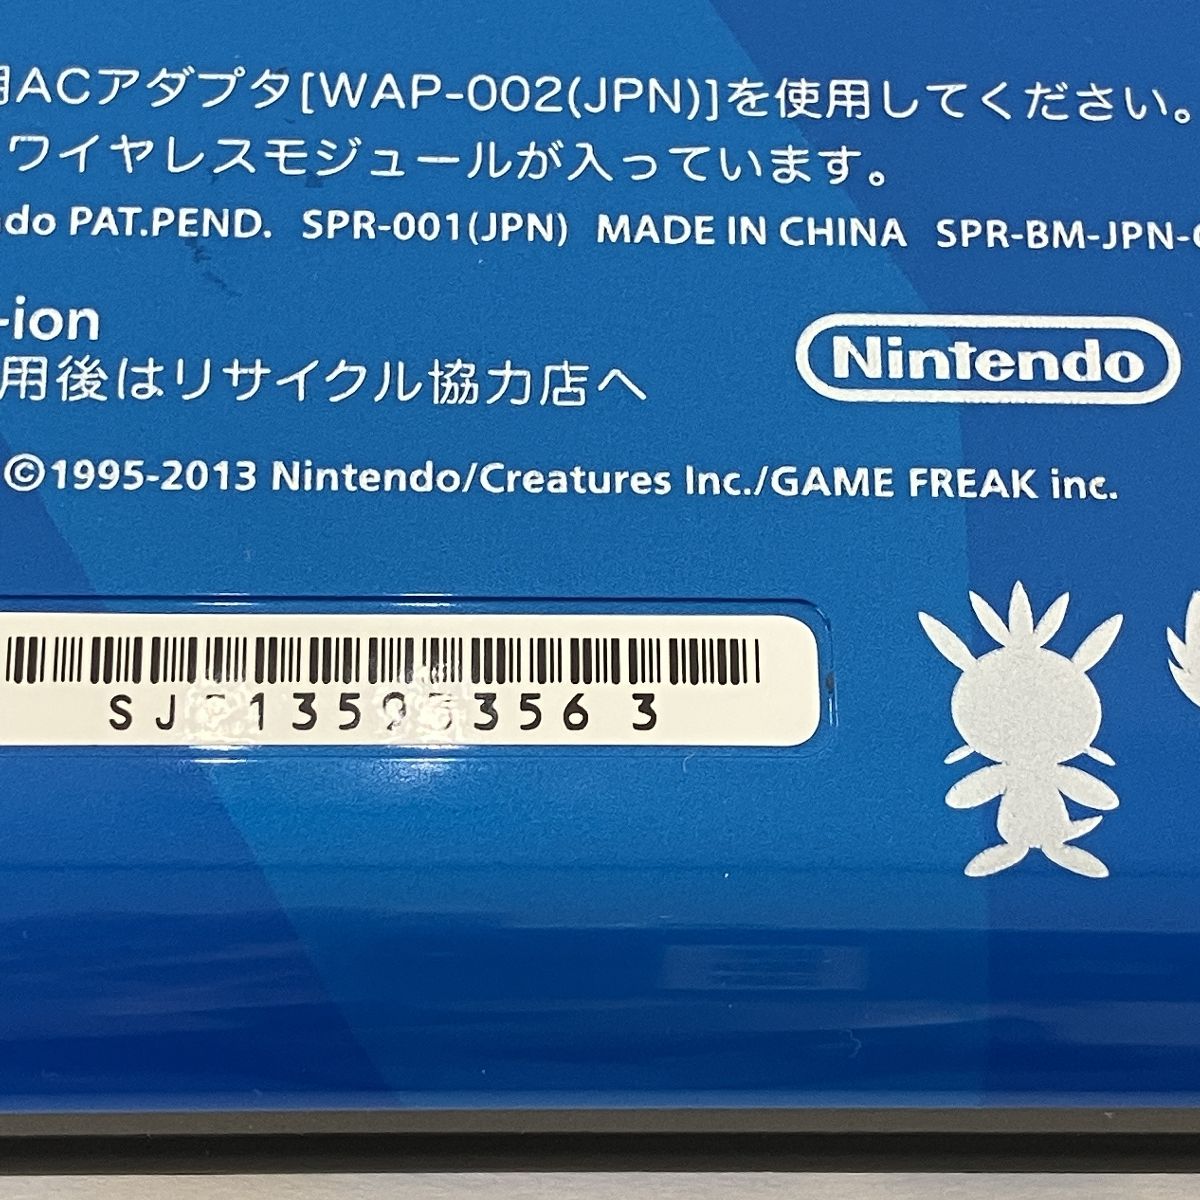 用ACアダプタ[WAP-002(JPN)]を使用してください。
ワイヤレスモジュールが入っています。
PAT.PEND. SPR-001(JPN) MADE IN CHINA SPR-BM-JPN-
-ion
用後はリサイクル協力店へ
Nintendo
©1995-2013 Nintendo/Creatures Inc./GAME FREAK inc.